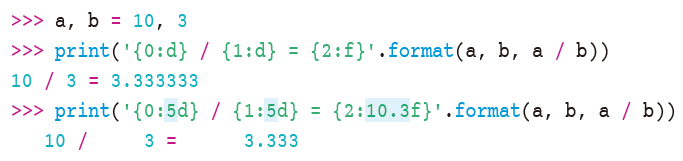 >>> a, b = 10, 3
>>> print('{0:d} / {1:d} = {2:f}'.format(a, b, a / b))
10 / 3 = 3.333333
>>> print('{0:5d} / {1:5d} = {2:10.3f}'.format(a, b, a / b))
   10 /     3 =      3.333